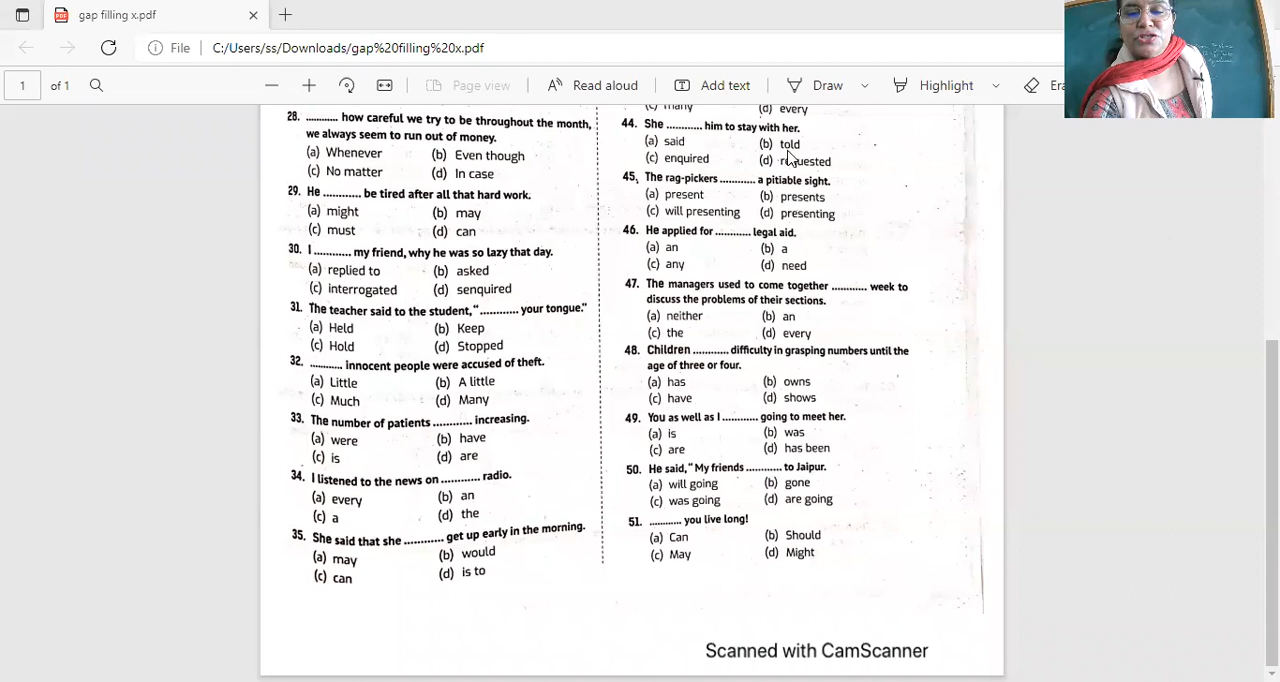 gap filling x.pdf
File
C:/Users/ss/Downloads/gap%20filling%20x.pdf
1 of 1
Page view
Read aloud
Add text
Draw
Highlight
28. ............ how careful we try to be throughout the month,
we always seem to run out of money.
(a) Whenever (b) Even though
(c) No matter (d) In case
29. He ............ be tired after all that hard work.
(a) might (b) may
(c) must (d) can
30. I ............ my friend, why he was so lazy that day.
(a) replied to (b) asked
(c) interrogated (d) senquired
31. The teacher said to the student, "............ your tongue."
(a) Held (b) Keep
(c) Hold (d) Stopped
32. ............ innocent people were accused of theft.
(a) Little (b) A little
(c) Much (d) Many
33. The number of patients ............ increasing.
(a) were (b) have
(c) is (d) are
34. I listened to the news on ............ radio.
(a) every (b) an
(c) a (d) the
35. She said that she ............ get up early in the morning.
(a) may (b) would
(c) can (d) is to
(c) many (d) every
44. She ............ him to stay with her.
(a) said (b) told
(c) enquired (d) requested
45. The rag-pickers ............ a pitiable sight.
(a) present (b) presents
(c) will presenting (d) presenting
46. He applied for ............ legal aid.
(a) an (b) a
(c) any (d) need
47. The managers used to come together ............ week to
discuss the problems of their sections.
(a) neither (b) an
(c) the (d) every
48. Children ............ difficulty in grasping numbers until the
age of three or four.
(a) has (b) owns
(c) have (d) shows
49. You as well as I ............ going to meet her.
(a) is (b) was
(c) are (d) has been
50. He said, "My friends ............ to Jaipur.
(a) will going (b) gone
(c) was going (d) are going
51. ............ you live long!
(a) Can (b) Should
(c) May (d) Might
Scanned with CamScanner